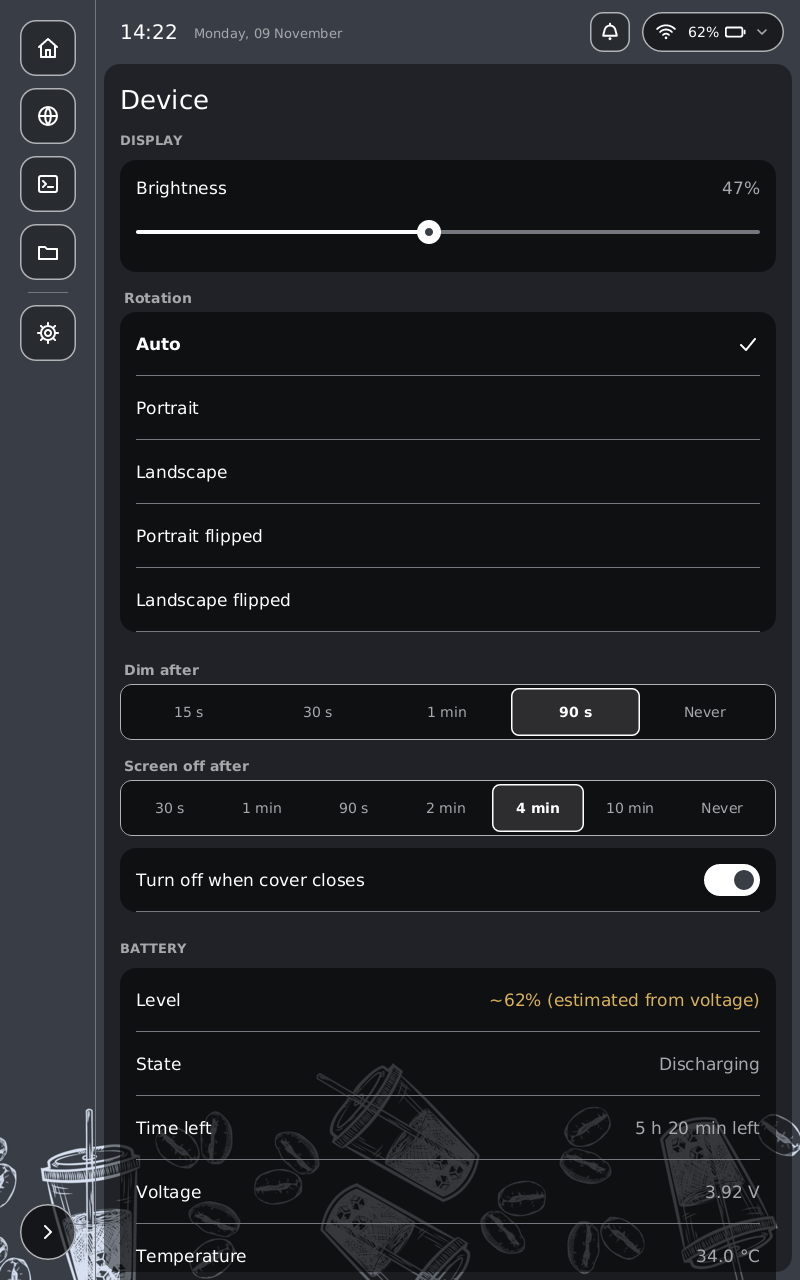 14:22 Monday, 09 November 62%
Device
DISPLAY
Brightness 47%
Rotation
Auto
Portrait
Landscape
Portrait flipped
Landscape flipped
Dim after
15 s 30 s 1 min 90 s Never
Screen off after
30 s 1 min 90 s 2 min 4 min 10 min Never
Turn off when cover closes
BATTERY
Level ~62% (estimated from voltage)
State Discharging
Time left 5 h 20 min left
Voltage 3.92 V
Temperature 34.0 °C